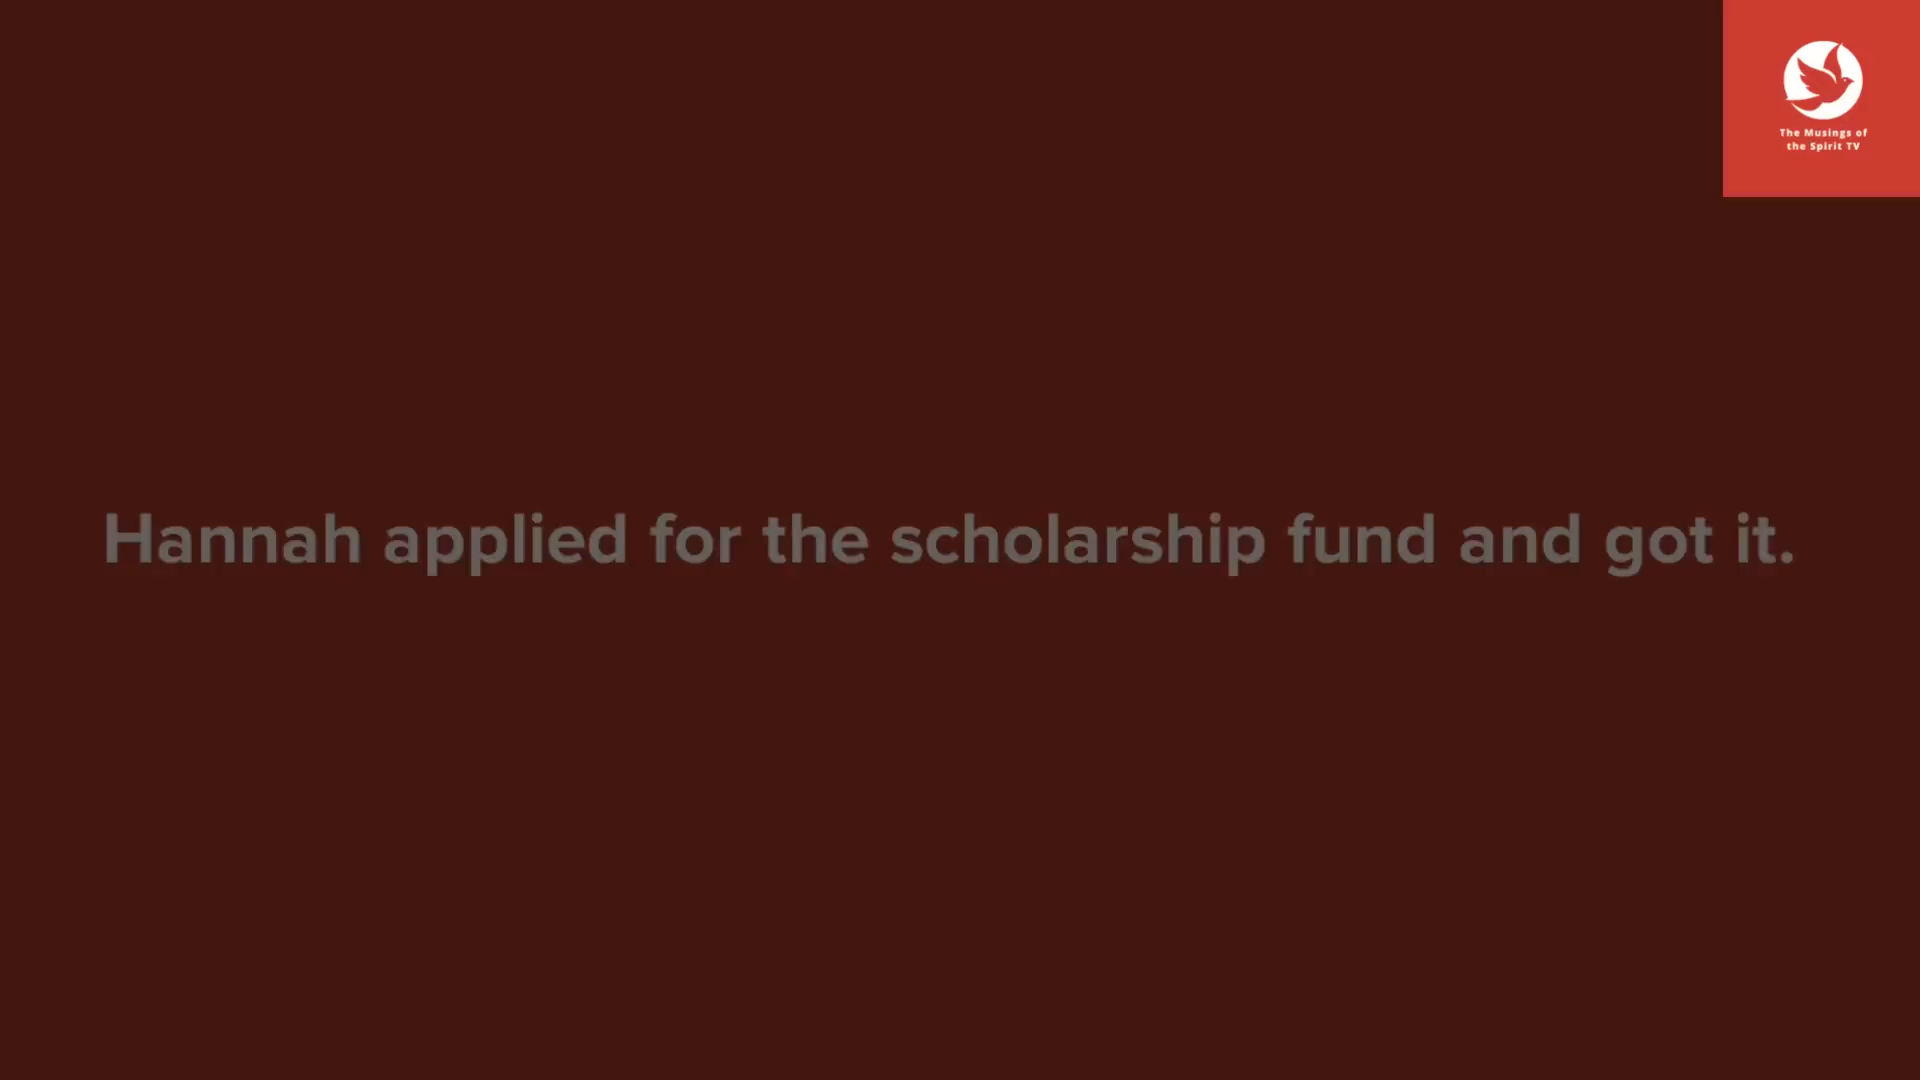 The Musings of
the Spirit TV
Hannah applied for the scholarship fund and got it.